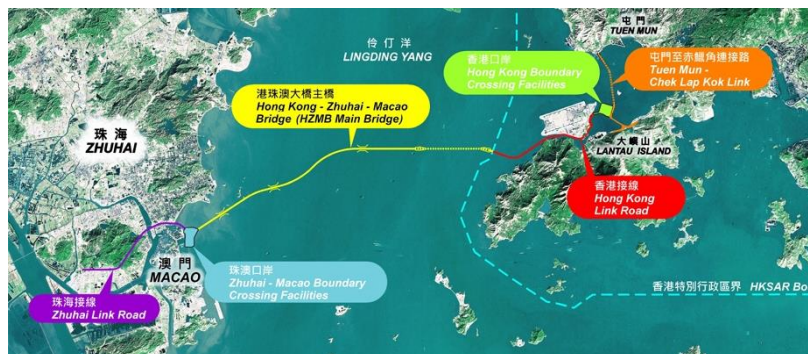 屯門
TUEN MUN
伶仃洋
LINGDING YANG
香港口岸
Hong Kong Boundary
Crossing Facilities
屯門至赤鱲角連接路
Tuen Mun -
Chek Lap Kok Link
港珠澳大橋主橋
Hong Kong - Zhuhai - Macao
Bridge (HZMB Main Bridge)
珠海
ZHUHAI
大嶼山
LANTAU ISLAND
香港接線
Hong Kong
Link Road
澳門
MACAO
珠澳口岸
Zhuhai - Macao Boundary
Crossing Facilities
珠海接線
Zhuhai Link Road
香港特別行政區界 HKSAR Bo